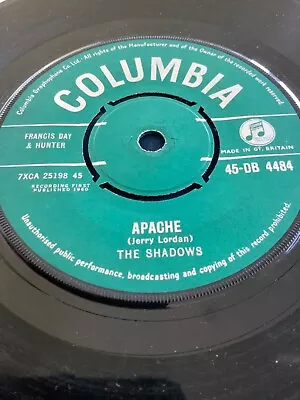 All rights of the Manufacturer and of the Owner of the recorded work reserved.
Columbia Graphophone Co Ltd.
COLUMBIA
FRANCIS DAY
& HUNTER
MADE IN GT. BRITAIN
7XCA 25198 45
45-DB 4484
RECORDING FIRST
PUBLISHED 1960
APACHE
(Jerry Lordan)
THE SHADOWS
Unauthorised public performance, broadcasting and copying of this record prohibited.